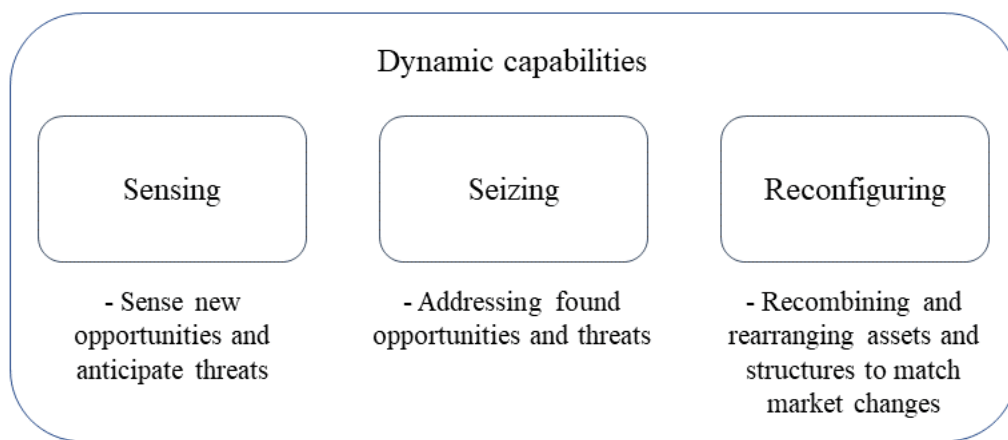 Dynamic capabilities
Sensing
Seizing
Reconfiguring
- Sense new
opportunities and
anticipate threats
- Addressing found
opportunities and threats
- Recombining and
rearranging assets and
structures to match
market changes